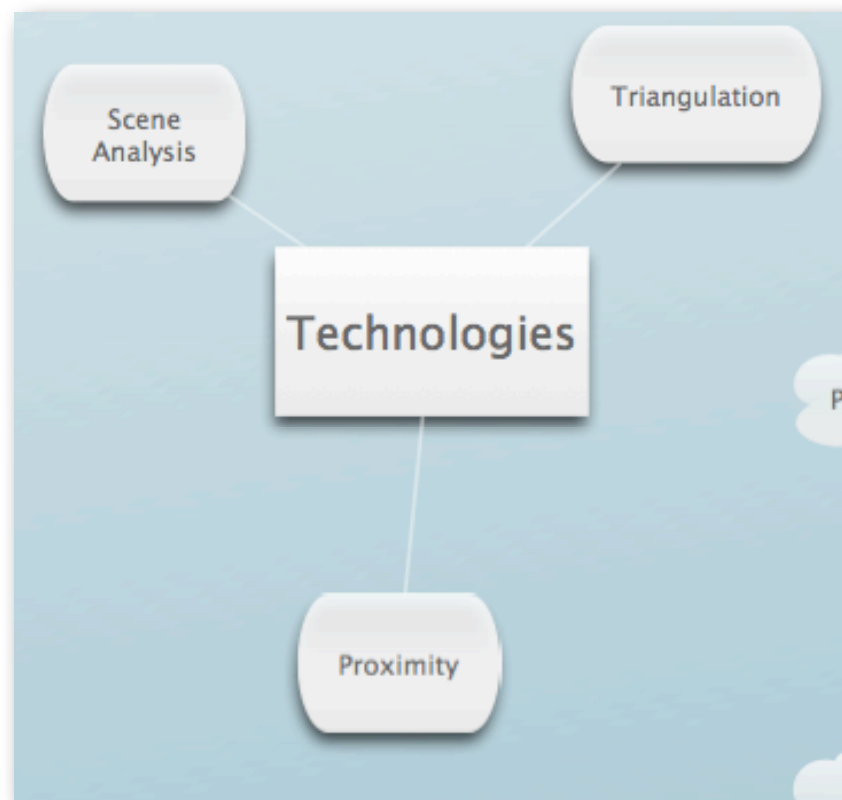 Scene
Analysis
Triangulation
Technologies
Proximity